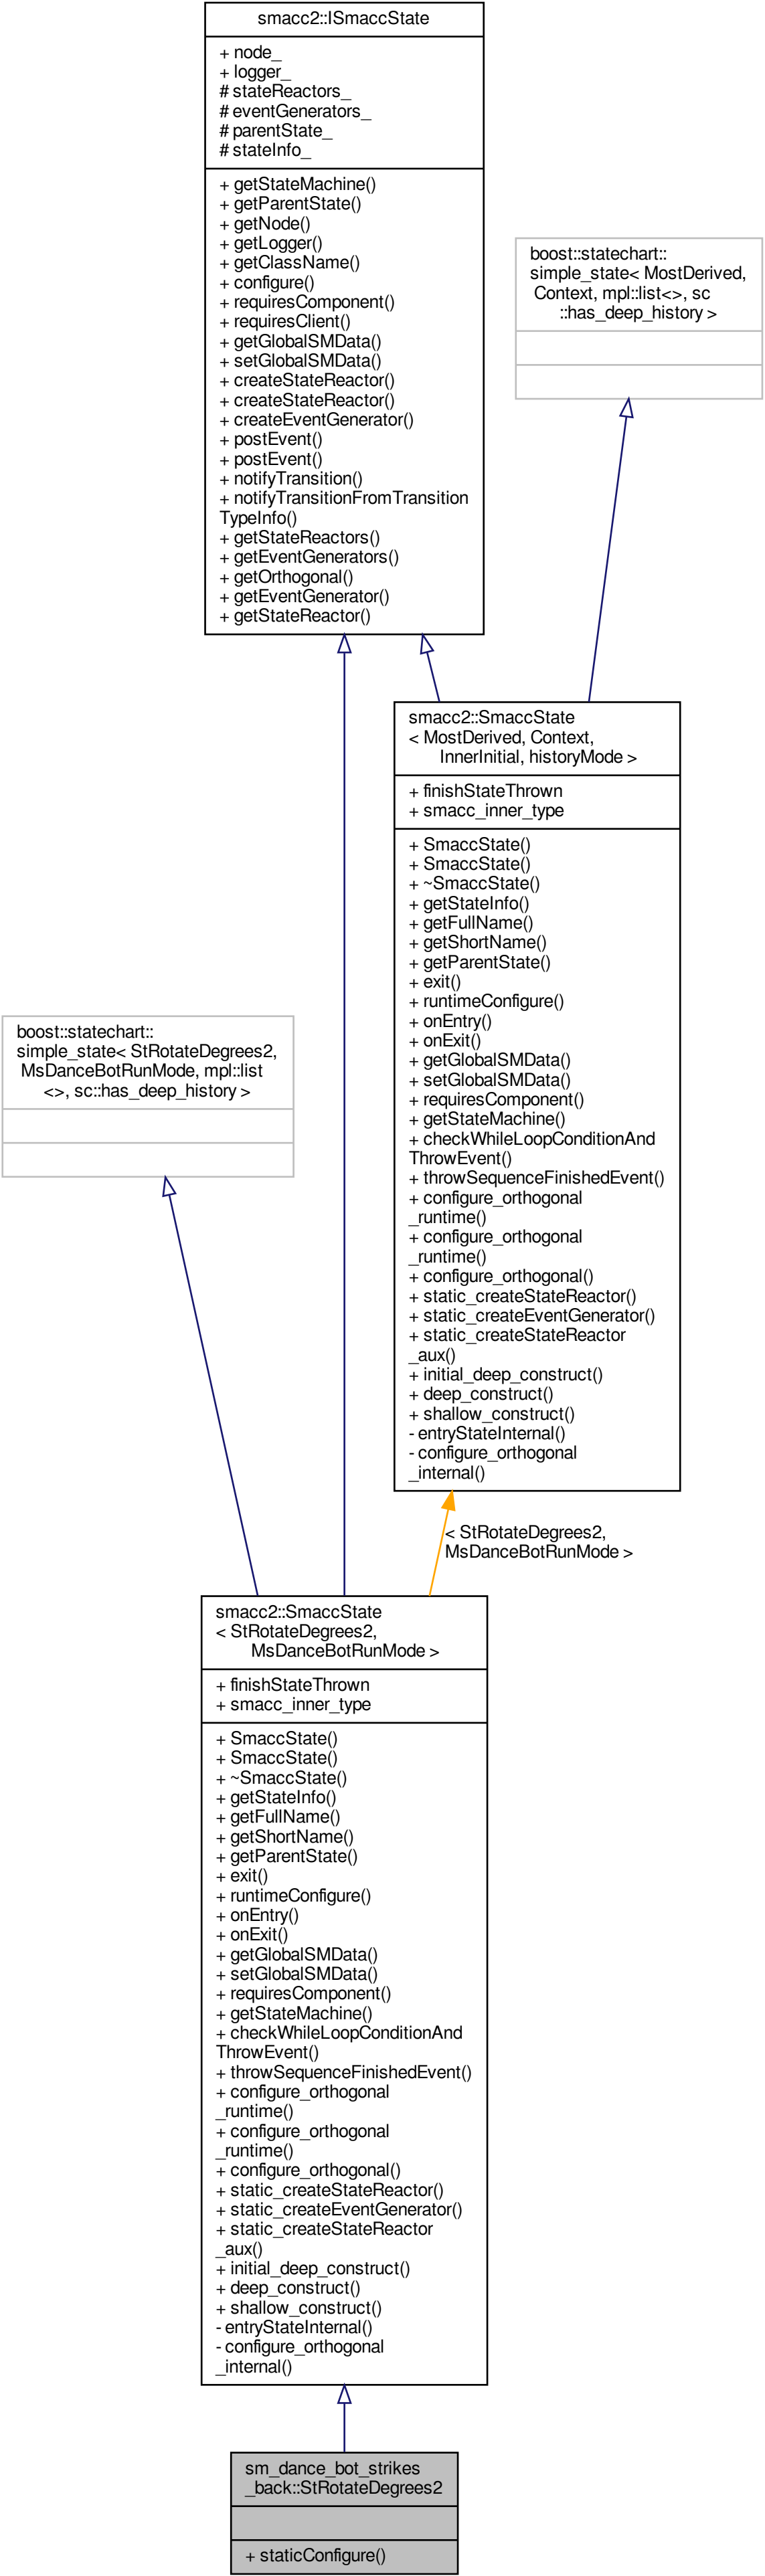 smacc2::ISmaccState
+ node_
+ logger_
# stateReactors_
# eventGenerators_
# parentState_
# stateInfo_
+ getStateMachine()
+ getParentState()
+ getNode()
+ getLogger()
+ getClassName()
+ configure()
+ requiresComponent()
+ requiresClient()
+ getGlobalSMData()
+ setGlobalSMData()
+ createStateReactor()
+ createStateReactor()
+ createEventGenerator()
+ postEvent()
+ postEvent()
+ notifyTransition()
+ notifyTransitionFromTransition
TypeInfo()
+ getStateReactors()
+ getEventGenerators()
+ getOrthogonal()
+ getEventGenerator()
+ getStateReactor()
boost::statechart::
simple_state< MostDerived,
Context, mpl::list<>, sc
::has_deep_history >
smacc2::SmaccState
< MostDerived, Context,
InnerInitial, historyMode >
+ finishStateThrown
+ smacc_inner_type
+ SmaccState()
+ SmaccState()
+ ~SmaccState()
+ getStateInfo()
+ getFullName()
+ getShortName()
+ getParentState()
+ exit()
+ runtimeConfigure()
+ onEntry()
+ onExit()
+ getGlobalSMData()
+ setGlobalSMData()
+ requiresComponent()
+ getStateMachine()
+ checkWhileLoopConditionAnd
ThrowEvent()
+ throwSequenceFinishedEvent()
+ configure_orthogonal
_runtime()
+ configure_orthogonal
_runtime()
+ configure_orthogonal()
+ static_createStateReactor()
+ static_createEventGenerator()
+ static_createStateReactor
_aux()
+ initial_deep_construct()
+ deep_construct()
+ shallow_construct()
- entryStateInternal()
- configure_orthogonal
_internal()
boost::statechart::
simple_state< StRotateDegrees2,
MsDanceBotRunMode, mpl::list
<>, sc::has_deep_history >
< StRotateDegrees2,
MsDanceBotRunMode >
smacc2::SmaccState
< StRotateDegrees2,
MsDanceBotRunMode >
+ finishStateThrown
+ smacc_inner_type
+ SmaccState()
+ SmaccState()
+ ~SmaccState()
+ getStateInfo()
+ getFullName()
+ getShortName()
+ getParentState()
+ exit()
+ runtimeConfigure()
+ onEntry()
+ onExit()
+ getGlobalSMData()
+ setGlobalSMData()
+ requiresComponent()
+ getStateMachine()
+ checkWhileLoopConditionAnd
ThrowEvent()
+ throwSequenceFinishedEvent()
+ configure_orthogonal
_runtime()
+ configure_orthogonal
_runtime()
+ configure_orthogonal()
+ static_createStateReactor()
+ static_createEventGenerator()
+ static_createStateReactor
_aux()
+ initial_deep_construct()
+ deep_construct()
+ shallow_construct()
- entryStateInternal()
- configure_orthogonal
_internal()
sm_dance_bot_strikes
_back::StRotateDegrees2
+ staticConfigure()